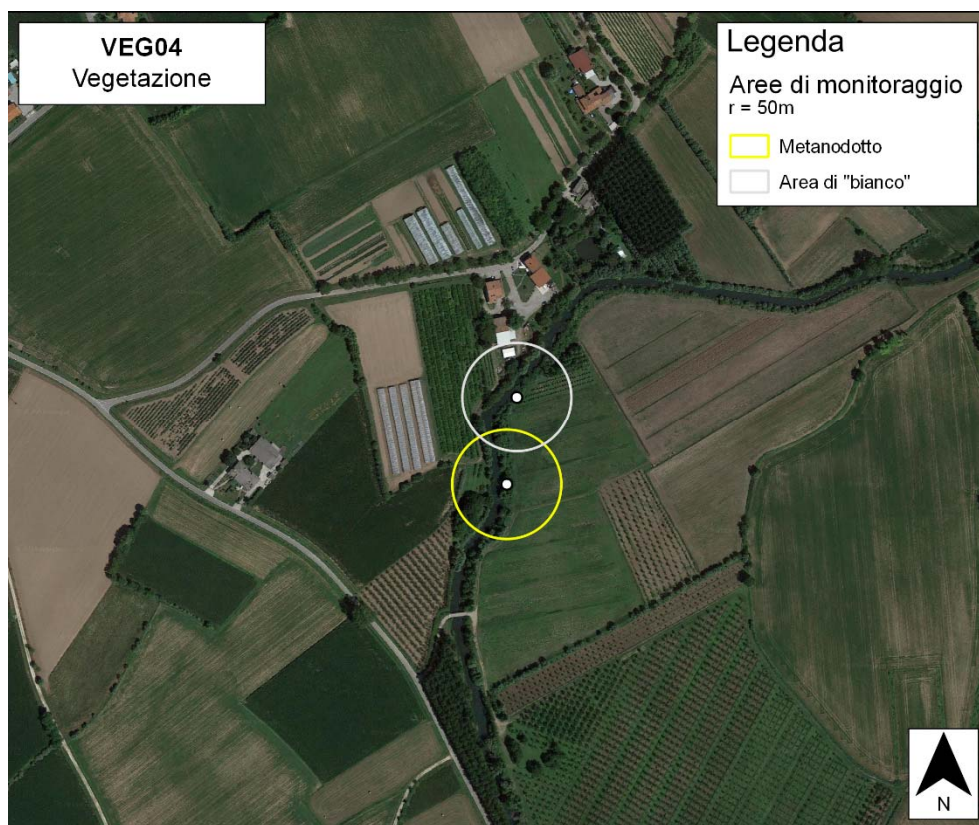 VEG04
Vegetazione
Legenda
Aree di monitoraggio
r = 50m
Metanodotto
Area di "bianco"
N